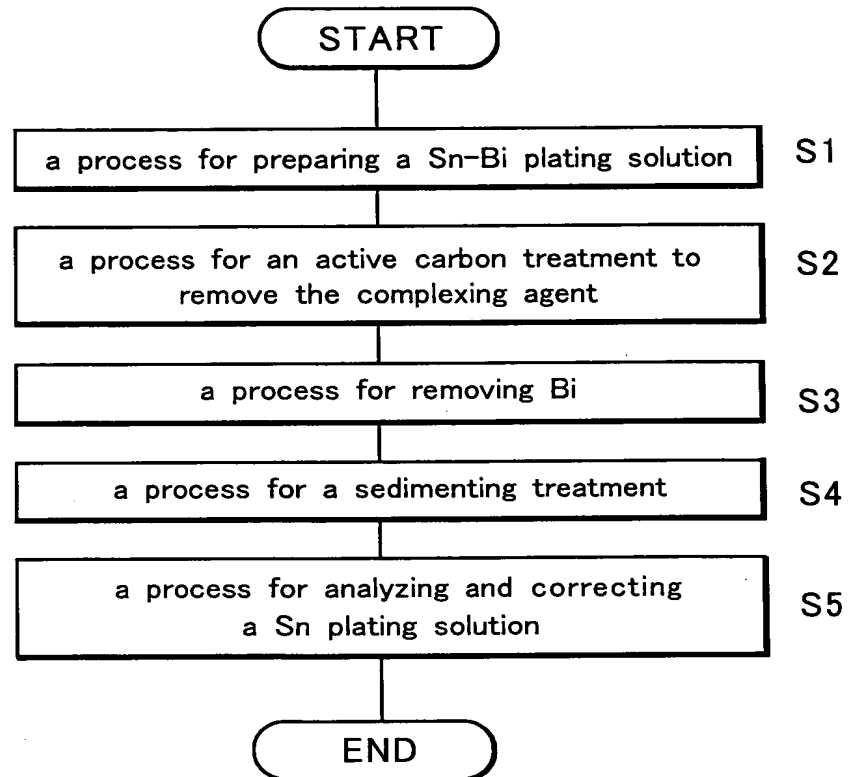 START
a process for preparing a Sn-Bi plating solution
S1
a process for an active carbon treatment to
remove the complexing agent
S2
a process for removing Bi
S3
a process for a sedimenting treatment
S4
a process for analyzing and correcting
a Sn plating solution
S5
END